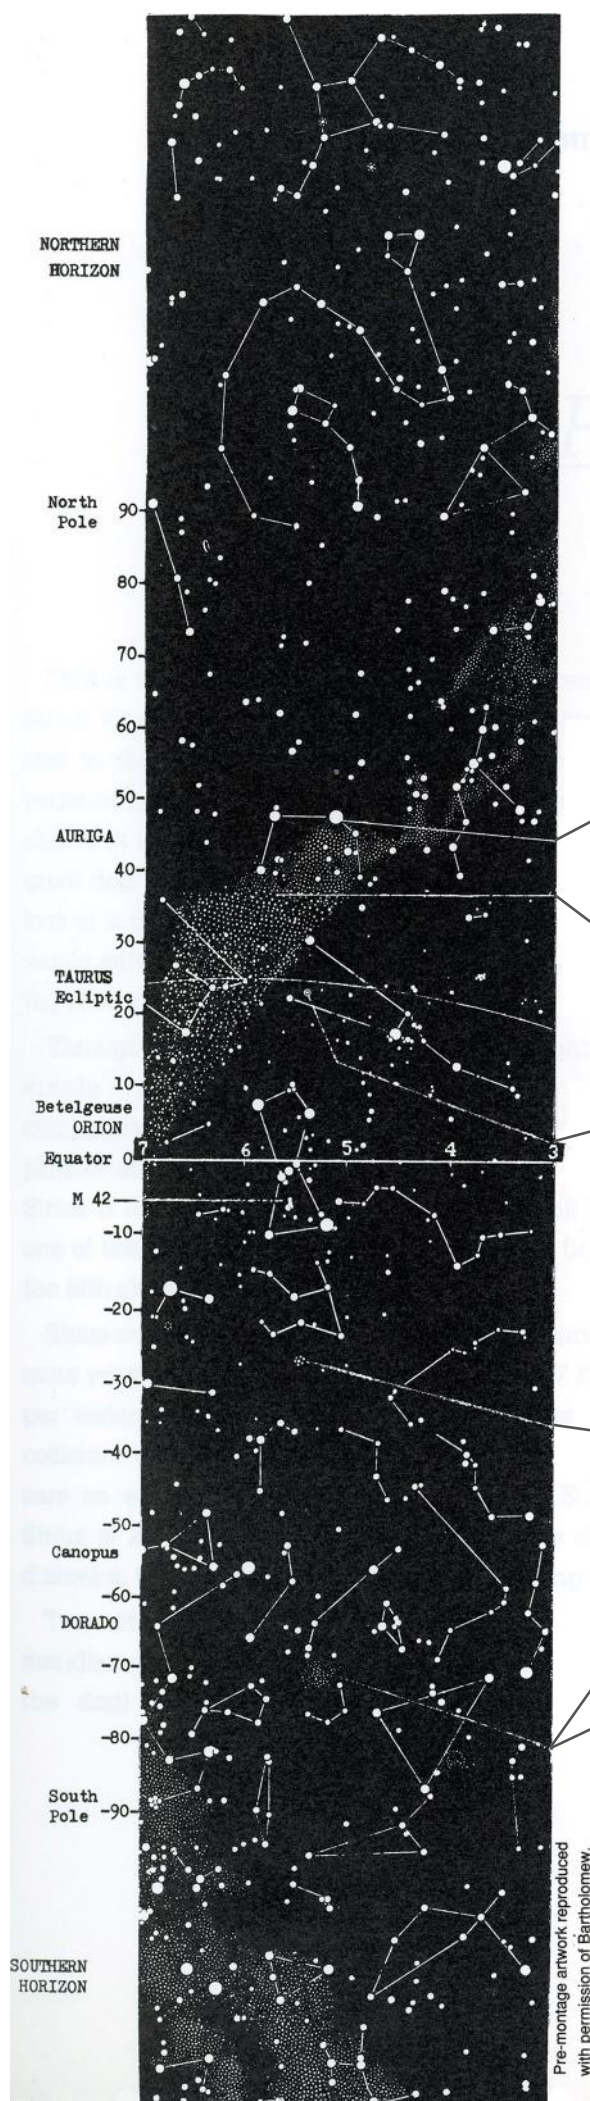 NORTHERN
HORIZON
North
Pole
90
80
70
60
50
AURIGA
40
30
TAURUS
Ecliptic
20
10
Betelgeuse
ORION
7 6 5 4 3
Equator 0
M 42
-10
-20
-30
-40
-50
Canopus
-60
DORADO
-70
-80
South
Pole
-90
SOUTHERN
HORIZON
Pre-montage artwork reproduced
with permission of Bartholomew.